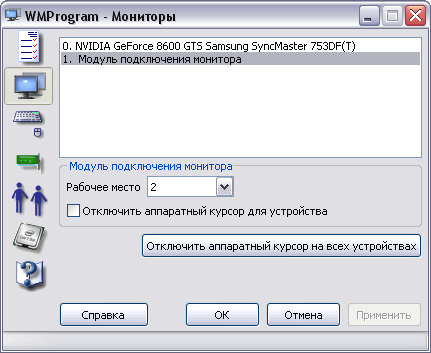 WMProgram - Мониторы
0. NVIDIA GeForce 8600 GTS Samsung SyncMaster 753DF(T)
1. Модуль подключения монитора
Модуль подключения монитора
Рабочее место 2
Отключить аппаратный курсор для устройства
Отключить аппаратный курсор на всех устройствах
Справка ОК Отмена Применить